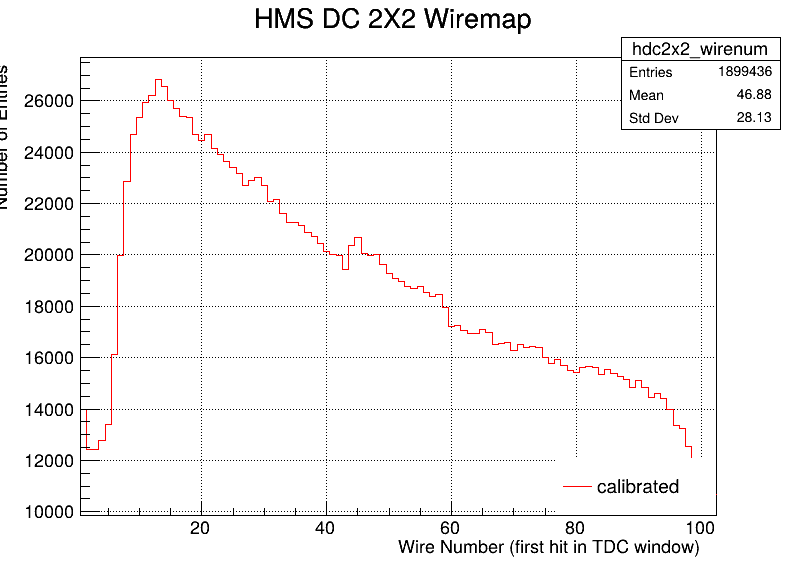 HMS DC 2X2 Wiremap
hdc2x2_wirenum
Entries 1899436
Mean 46.88
Std Dev 28.13
Number of Entries
26000
24000
22000
20000
18000
16000
14000
12000
10000
calibrated
20 40 60 80 100
Wire Number (first hit in TDC window)